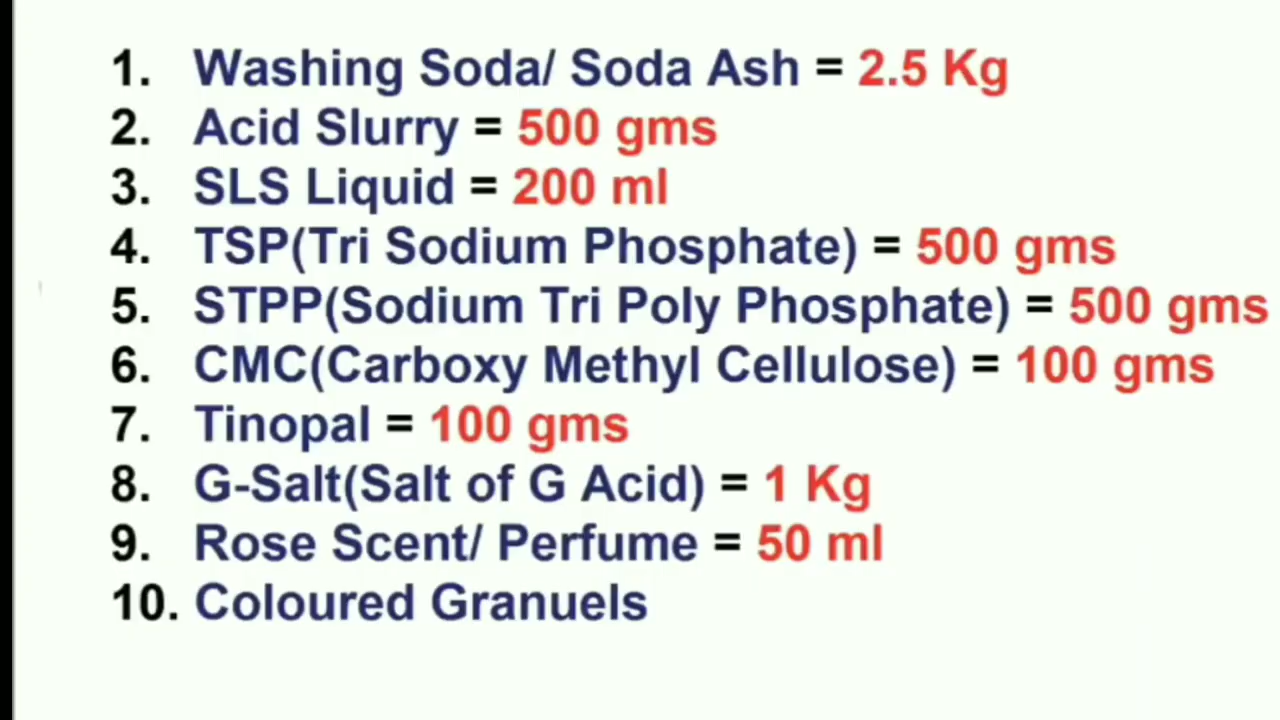 1. Washing Soda/ Soda Ash = 2.5 Kg
2. Acid Slurry = 500 gms
3. SLS Liquid = 200 ml
4. TSP(Tri Sodium Phosphate) = 500 gms
5. STPP(Sodium Tri Poly Phosphate) = 500 gms
6. CMC(Carboxy Methyl Cellulose) = 100 gms
7. Tinopal = 100 gms
8. G-Salt(Salt of G Acid) = 1 Kg
9. Rose Scent/ Perfume = 50 ml
10. Coloured Granuels